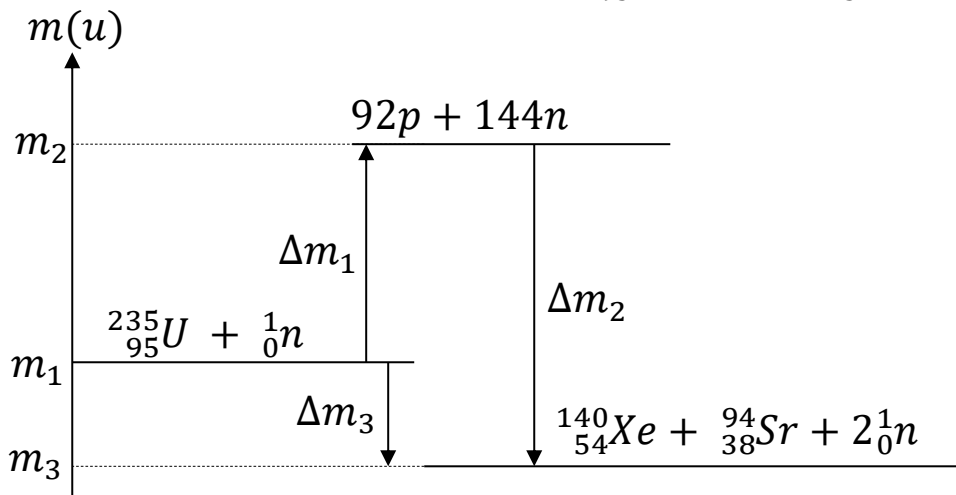 m(u)
92p + 144n
m₂
Δm₁
Δm₂
²³⁵₉₅U + ¹₀n
m₁
Δm₃
¹⁴⁰₅₄Xe + ⁹⁴₃₈Sr + 2¹₀n
m₃